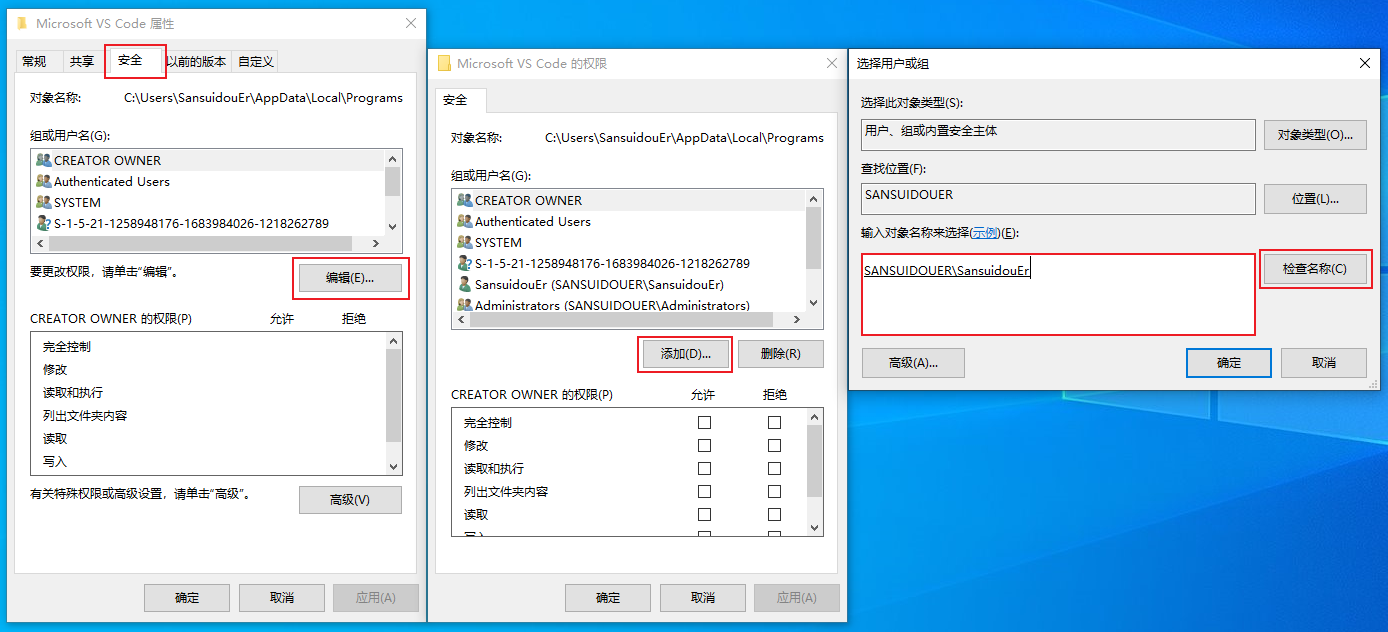 Microsoft VS Code 属性
常规 共享 安全 以前的版本 自定义
对象名称: C:\Users\SansuidouEr\AppData\Local\Programs
组或用户名(G):
CREATOR OWNER
Authenticated Users
SYSTEM
S-1-5-21-1258948176-1683984026-1218262789
要更改权限，请单击"编辑"。
编辑(E)...
CREATOR OWNER 的权限(P) 允许 拒绝
完全控制
修改
读取和执行
列出文件夹内容
读取
写入
有关特殊权限或高级设置，请单击"高级"。
高级(V)
确定 取消 应用(A)
Microsoft VS Code 的权限
安全
对象名称: C:\Users\SansuidouEr\AppData\Local\Programs
组或用户名(G):
CREATOR OWNER
Authenticated Users
SYSTEM
S-1-5-21-1258948176-1683984026-1218262789
SansuidouEr (SANSUIDOUER\SansuidouEr)
Administrators (SANSUIDOUER\Administrators)
添加(D)... 删除(R)
CREATOR OWNER 的权限(P) 允许 拒绝
完全控制
修改
读取和执行
列出文件夹内容
读取
写入
确定 取消 应用(A)
选择用户或组
选择此对象类型(S):
用户、组或内置安全主体
对象类型(O)...
查找位置(F):
SANSUIDOUER
位置(L)...
输入对象名称来选择(示例)(E):
SANSUIDOUER\SansuidouEr
检查名称(C)
高级(A)...
确定 取消